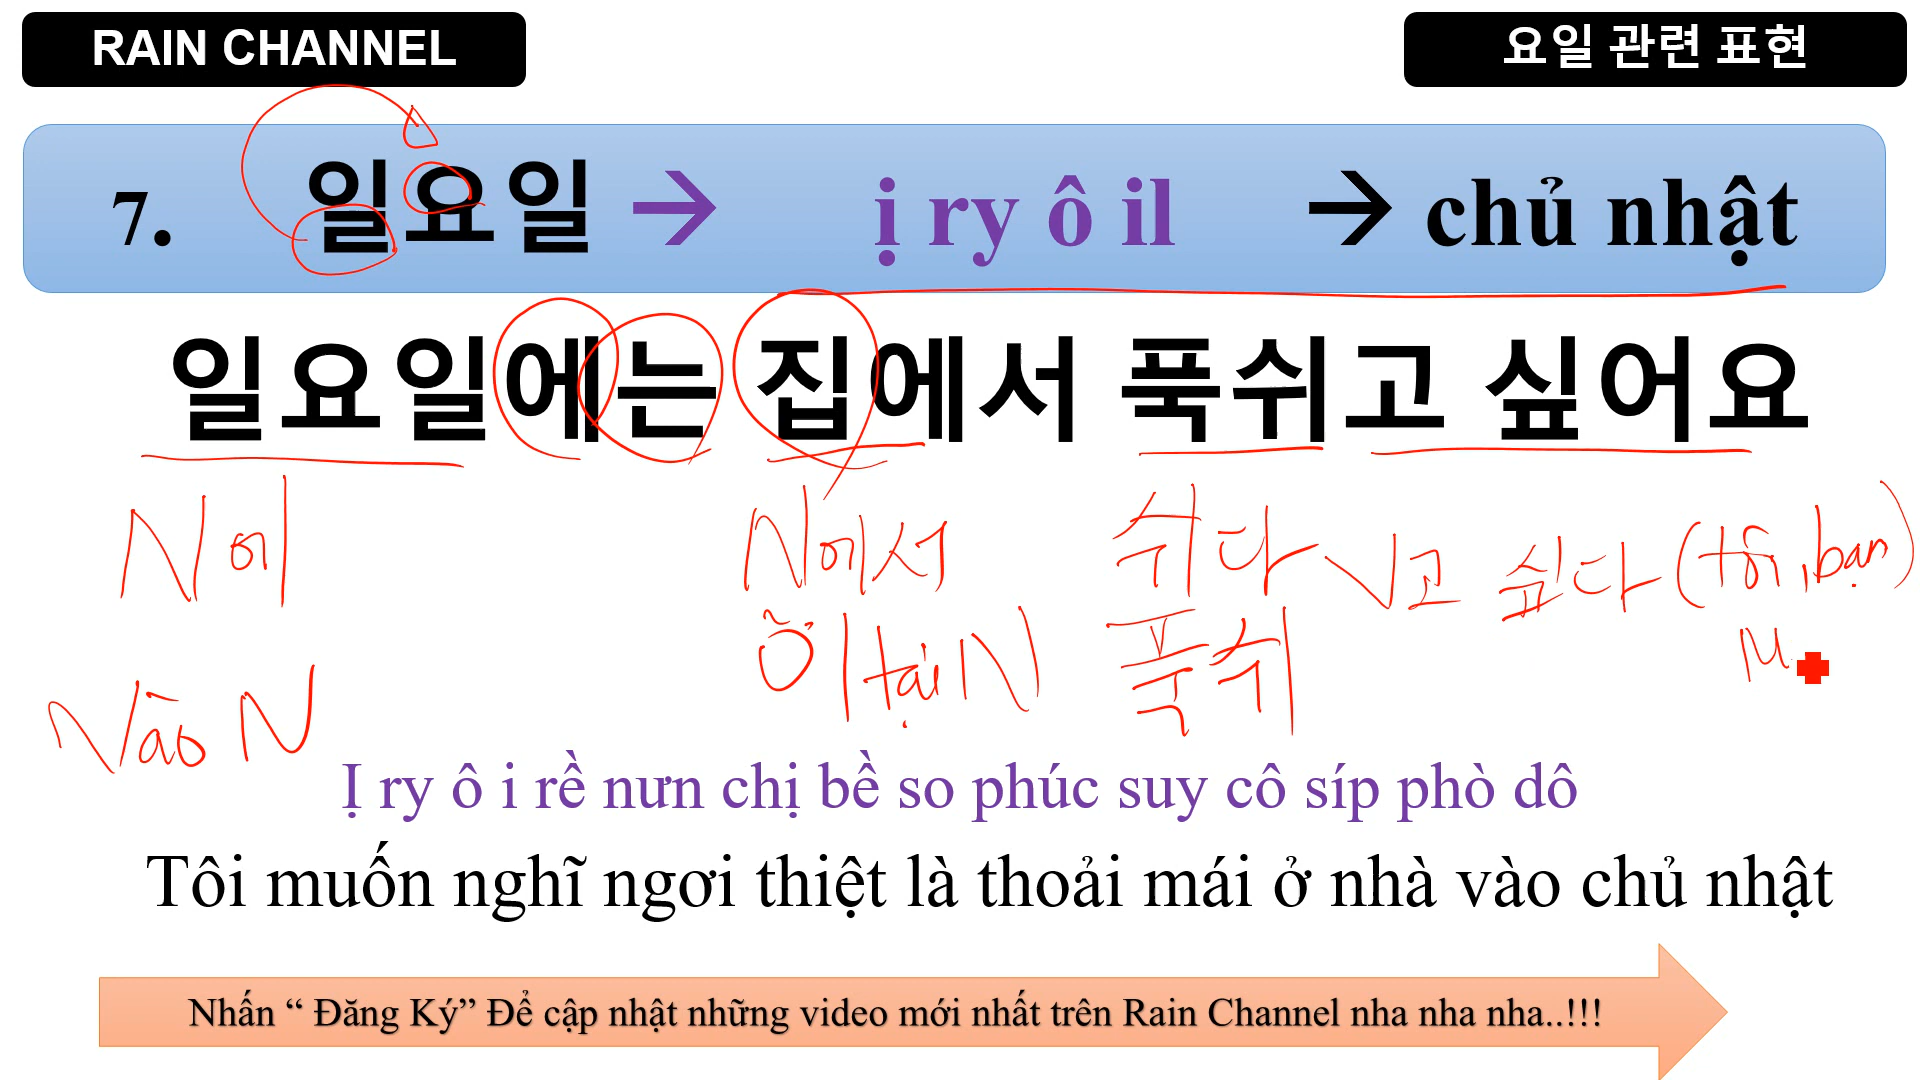 RAIN CHANNEL
요일 관련 표현
7. 일요일 → ị ry ô il → chủ nhật
일요일에는 집에서 푹쉬고 싶어요
N에 N에서 쉬다 V고 싶다 (tôi, bạn)
Vào N ở/tại N 푹쉬 M
Ị ry ô i rề nưn chị bề so phúc suy cô síp phò dô
Tôi muốn nghĩ ngơi thiệt là thoải mái ở nhà vào chủ nhật
Nhấn “ Đăng Ký” Để cập nhật những video mới nhất trên Rain Channel nha nha nha..!!!